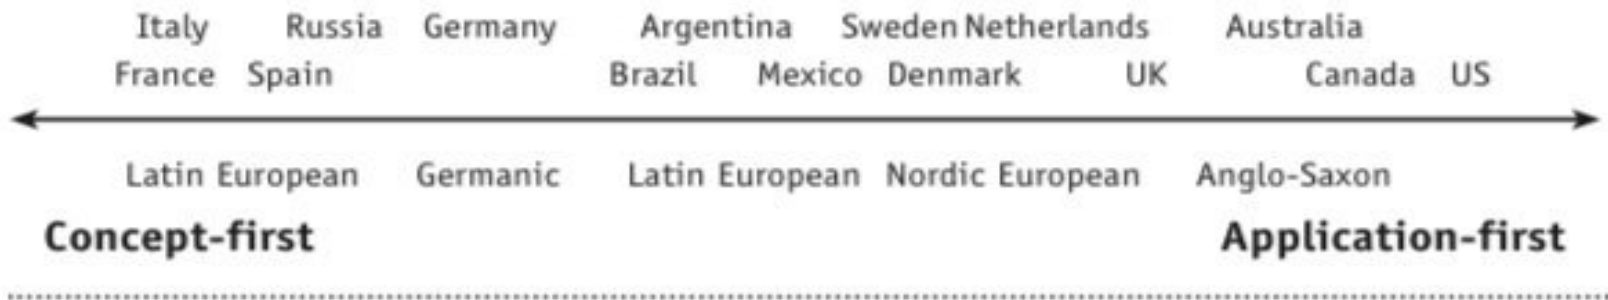 Italy Russia Germany Argentina Sweden Netherlands Australia
France Spain Brazil Mexico Denmark UK Canada US
Latin European Germanic Latin European Nordic European Anglo-Saxon
Concept-first Application-first